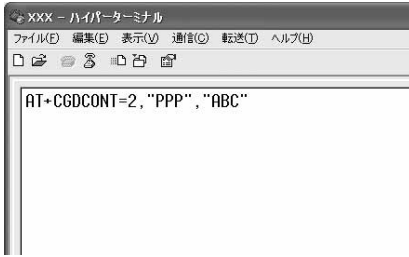 xxx - ハイパーターミナル
ファイル(F) 編集(E) 表示(V) 通信(C) 転送(T) ヘルプ(H)
AT+CGDCONT=2,"PPP","ABC"